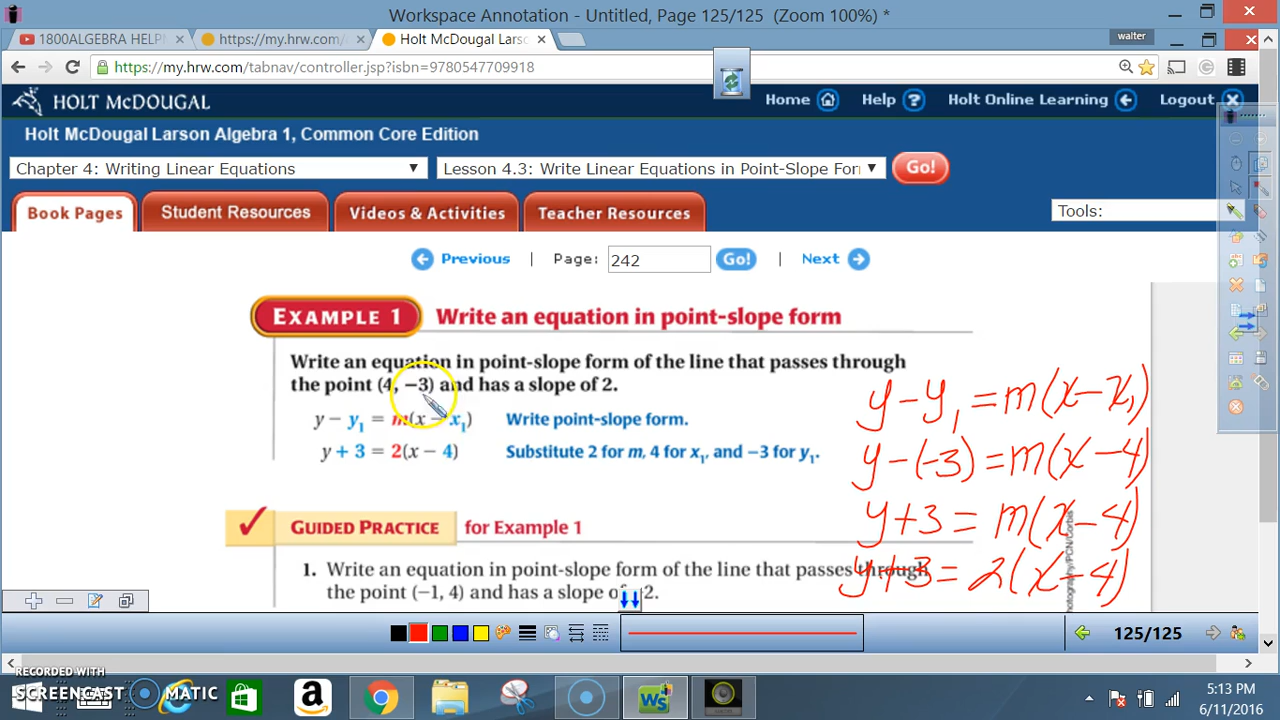 Workspace Annotation - Untitled, Page 125/125 (Zoom 100%) *
1800ALGEBRA HELP
https://my.hrw.com/
Holt McDougal Lars
walter
https://my.hrw.com/tabnav/controller.jsp?isbn=9780547709918
HOLT MCDOUGAL
Home
Help
Holt Online Learning
Logout
Holt McDougal Larson Algebra 1, Common Core Edition
Chapter 4: Writing Linear Equations
Lesson 4.3: Write Linear Equations in Point-Slope For
Go!
Book Pages
Student Resources
Videos & Activities
Teacher Resources
Tools:
Previous | Page: 242 Go! | Next
EXAMPLE 1 Write an equation in point-slope form
Write an equation in point-slope form of the line that passes through
the point (4, −3) and has a slope of 2.
y − y₁ = m(x − x₁) Write point-slope form.
y + 3 = 2(x − 4) Substitute 2 for m, 4 for x₁, and −3 for y₁.
y-y₁=m(x-x₁)
y-(-3)=m(x-4)
y+3=m(x-4)
y+3=2(x-4)
GUIDED PRACTICE for Example 1
1. Write an equation in point-slope form of the line that passes through
the point (−1, 4) and has a slope of 2.
125/125
RECORDED WITH
SCREENCAST MATIC
5:13 PM
6/11/2016